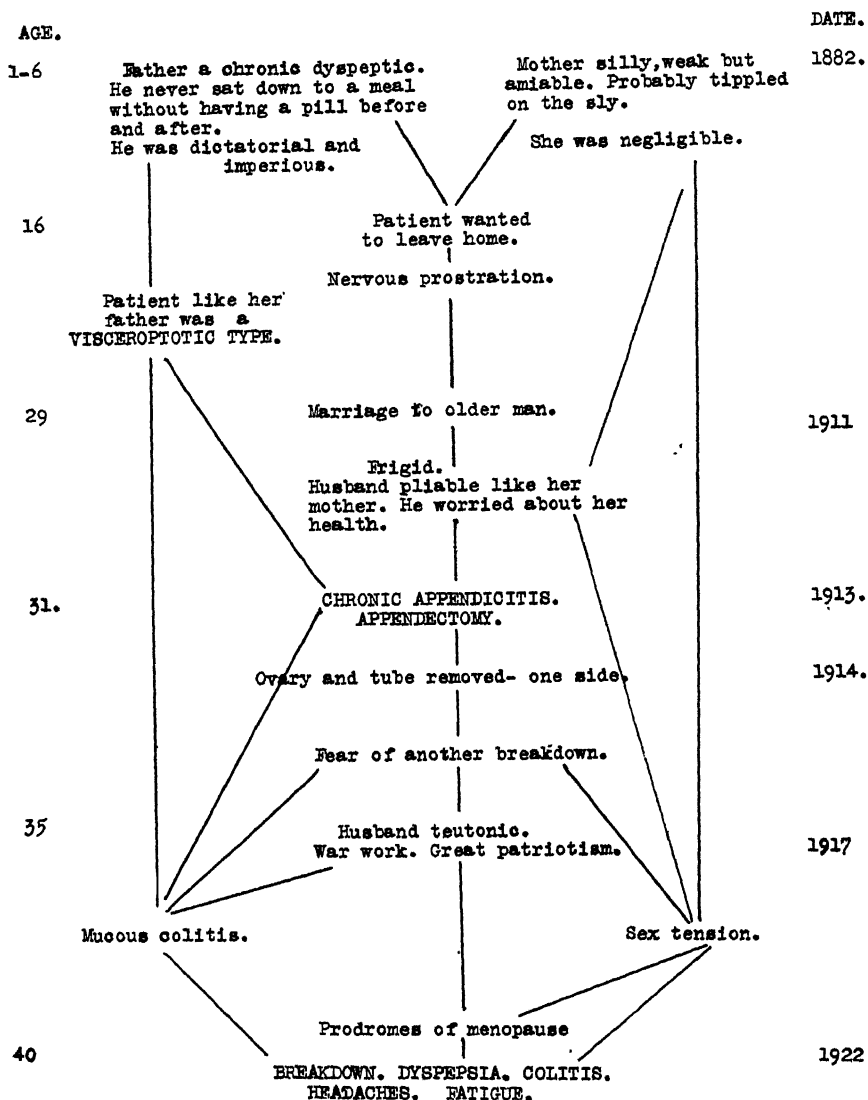 AGE.
DATE.
1-6
Father a chronic dyspeptic.
He never sat down to a meal
without having a pill before
and after.
He was dictatorial and
imperious.
Mother silly,weak but
amiable. Probably tippled
on the sly.
She was negligible.
1882.
16
Patient wanted
to leave home.
Nervous prostration.
Patient like her
father was a
VISCEROPTOTIC TYPE.
29
Marriage to older man.
1911
Frigid.
Husband pliable like her
mother. He worried about her
health.
31.
CHRONIC APPENDICITIS.
APPENDECTOMY.
1913.
Ovary and tube removed- one side.
1914.
Fear of another breakdown.
35
Husband teutonic.
War work. Great patriotism.
1917
Mucous colitis.
Sex tension.
Prodromes of menopause
40
BREAKDOWN. DYSPEPSIA. COLITIS.
HEADACHES. FATIGUE.
1922